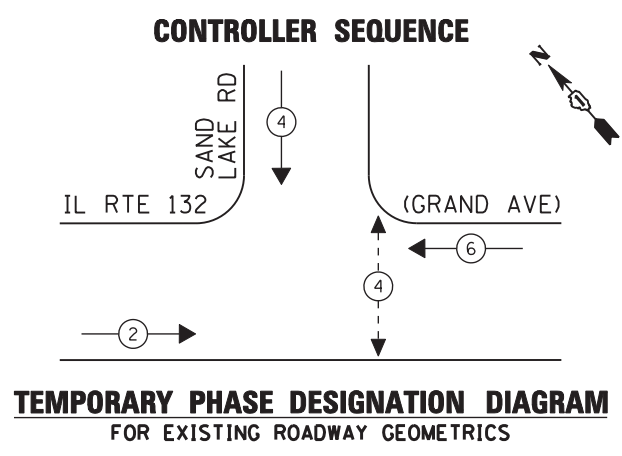 CONTROLLER SEQUENCE
N
SAND
LAKE RD
4
IL RTE 132
(GRAND AVE)
6
4
2
TEMPORARY PHASE DESIGNATION DIAGRAM
FOR EXISTING ROADWAY GEOMETRICS